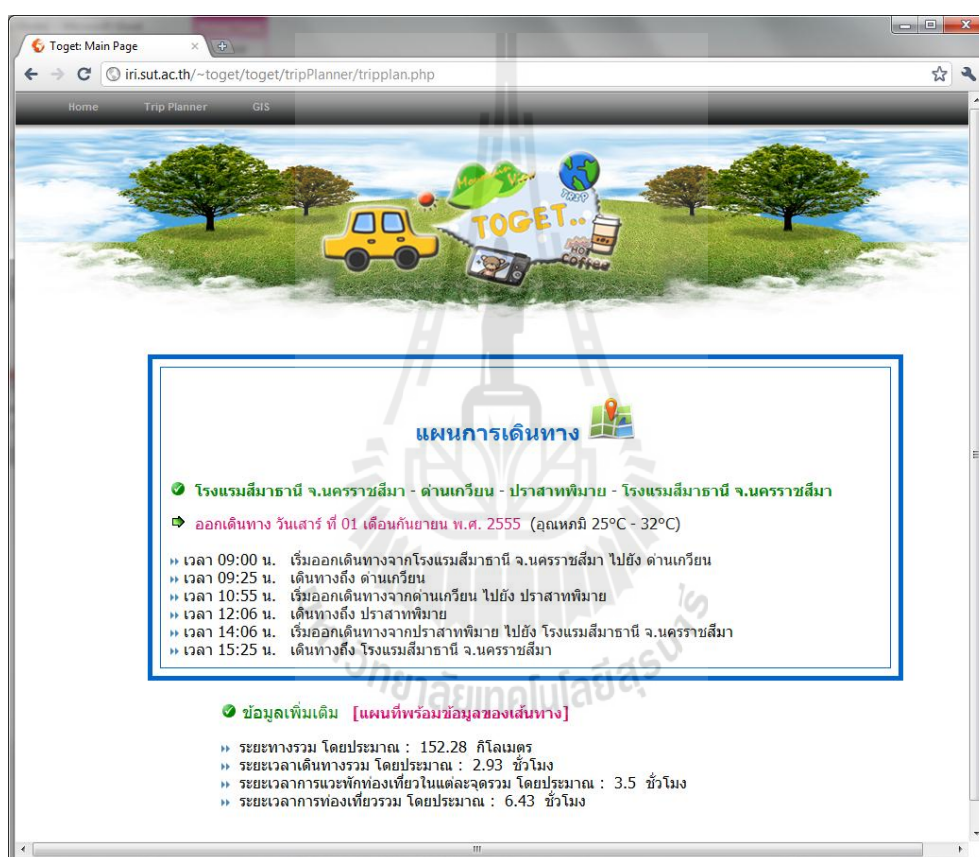 Toget: Main Page
iri.sut.ac.th/~toget/toget/tripPlanner/tripplan.php
Home Trip Planner GIS
Mountain View
TRIP
TOGET...
HOT
Coffee
แผนการเดินทาง
โรงแรมสีมาธานี จ.นครราชสีมา - ด่านเกวียน - ปราสาทพิมาย - โรงแรมสีมาธานี จ.นครราชสีมา
ออกเดินทาง วันเสาร์ ที่ 01 เดือนกันยายน พ.ศ. 2555 (อุณหภมิ 25°C - 32°C)
เวลา 09:00 น. เริ่มออกเดินทางจากโรงแรมสีมาธานี จ.นครราชสีมา ไปยัง ด่านเกวียน
เวลา 09:25 น. เดินทางถึง ด่านเกวียน
เวลา 10:55 น. เริ่มออกเดินทางจากด่านเกวียน ไปยัง ปราสาทพิมาย
เวลา 12:06 น. เดินทางถึง ปราสาทพิมาย
เวลา 14:06 น. เริ่มออกเดินทางจากปราสาทพิมาย ไปยัง โรงแรมสีมาธานี จ.นครราชสีมา
เวลา 15:25 น. เดินทางถึง โรงแรมสีมาธานี จ.นครราชสีมา
มหาวิทยาลัยเทคโนโลยีสุรนารี
ข้อมูลเพิ่มเติม [แผนที่พร้อมข้อมูลของเส้นทาง]
ระยะทางรวม โดยประมาณ : 152.28 กิโลเมตร
ระยะเวลาเดินทางรวม โดยประมาณ : 2.93 ชั่วโมง
ระยะเวลาการแวะพักท่องเที่ยวในแต่ละจุดรวม โดยประมาณ : 3.5 ชั่วโมง
ระยะเวลาการท่องเที่ยวรวม โดยประมาณ : 6.43 ชั่วโมง